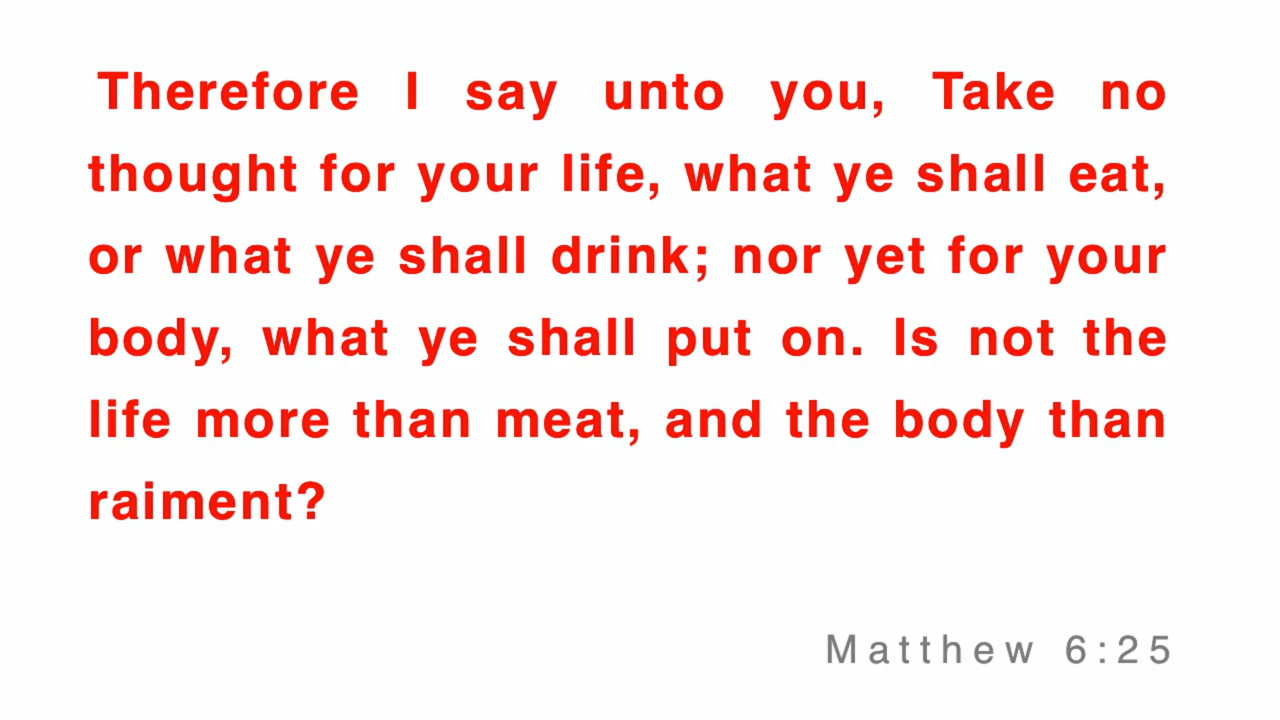 Therefore I say unto you, Take no
thought for your life, what ye shall eat,
or what ye shall drink; nor yet for your
body, what ye shall put on. Is not the
life more than meat, and the body than
raiment?
Matthew 6:25